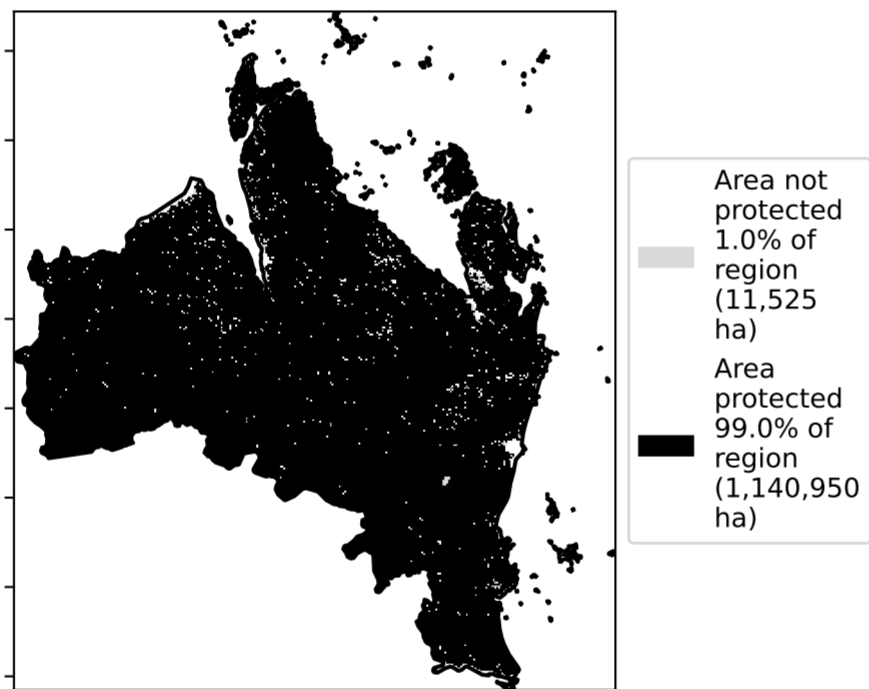 Area not
protected
1.0% of
region
(11,525
ha)
Area
protected
99.0% of
region
(1,140,950
ha)